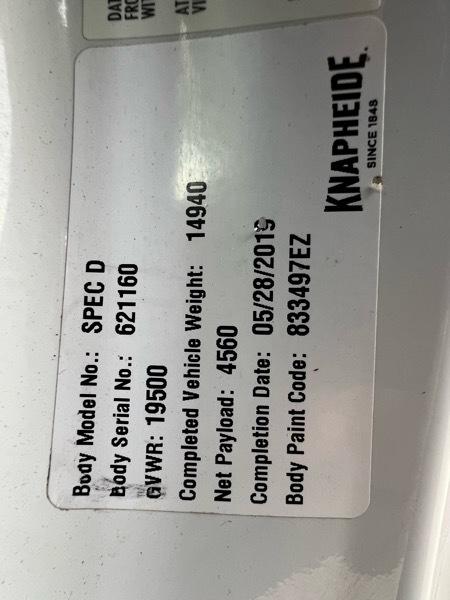 Body Model No.: SPEC D
Body Serial No.: 621160
GVWR: 19500
Completed Vehicle Weight: 14940
Net Payload: 4560
Completion Date: 05/28/2019
Body Paint Code: 833497EZ
KNAPHEIDE.
SINCE 1848